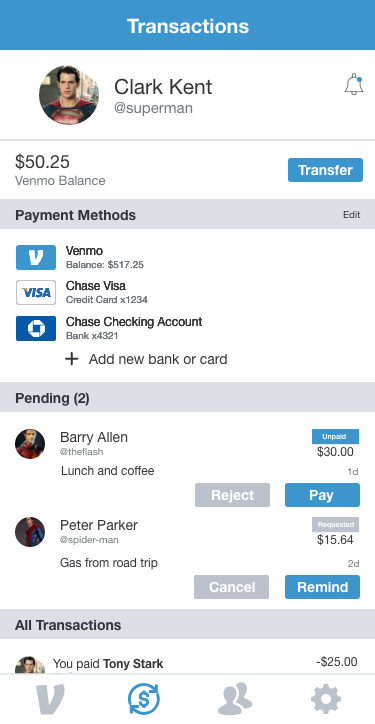 Transactions
Clark Kent
@superman
$50.25
Venmo Balance
Transfer
Payment Methods
Edit
Venmo
Balance: $517.25
VISA
Chase Visa
Credit Card x1234
Chase Checking Account
Bank x4321
+ Add new bank or card
Pending (2)
Barry Allen
Unpaid
@theflash
$30.00
Lunch and coffee
1d
Reject
Pay
Peter Parker
Requested
@spider-man
$15.64
Gas from road trip
2d
Cancel
Remind
All Transactions
You paid Tony Stark
-$25.00